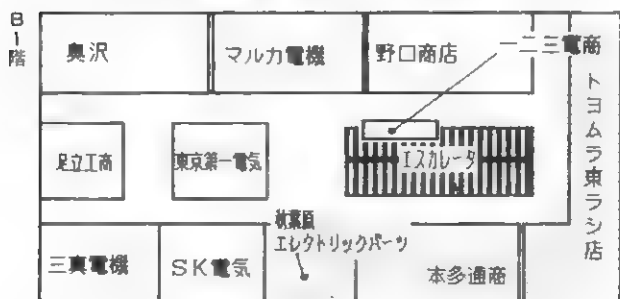 B1階
奥沢
マルカ電機
野口商店
一二三電商
トヨムラ東ラジ店
足立工商
東京第一電気
エスカレータ
秋葉原
エレクトリックパーツ
三真電機
SK電気
本多通商